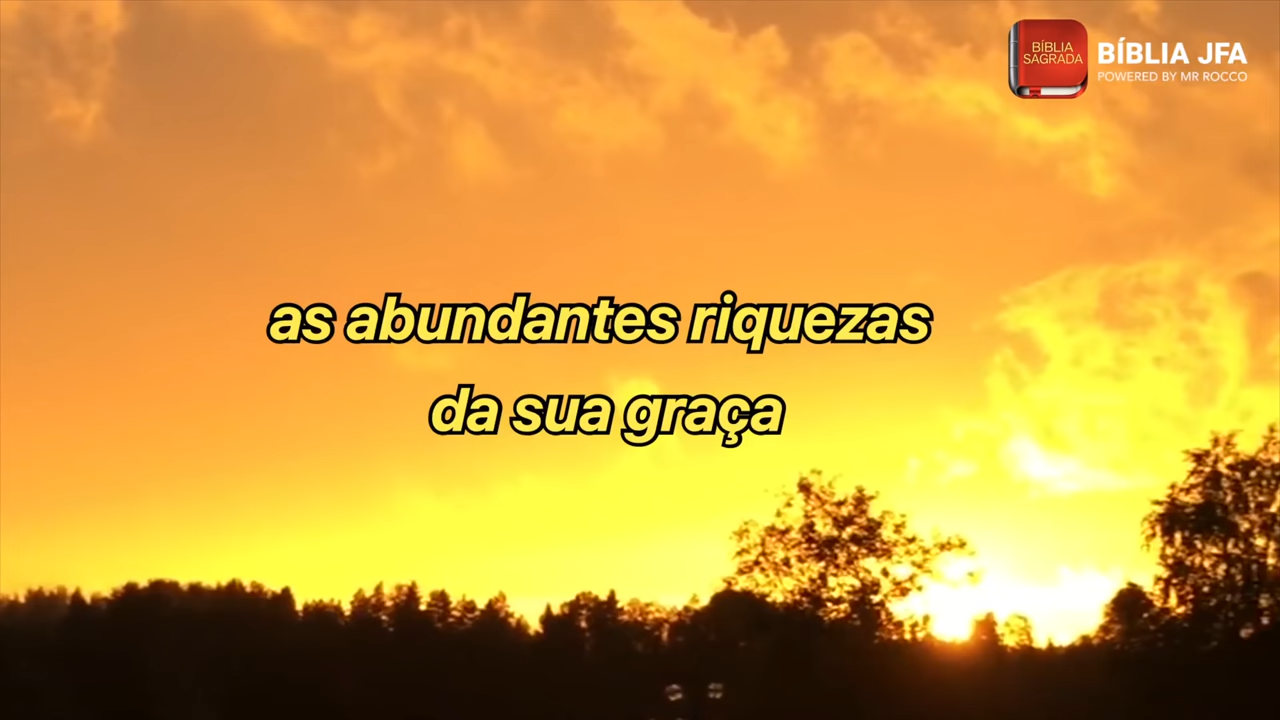 BÍBLIA
SAGRADA
BÍBLIA JFA
POWERED BY MR ROCCO
as abundantes riquezas
da sua graça